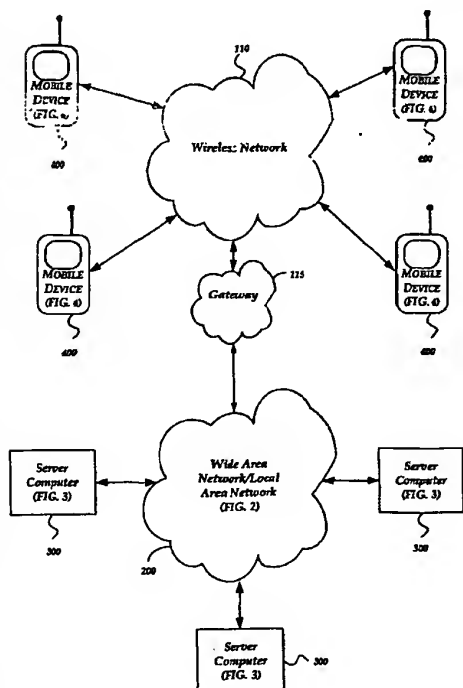 110
MOBILE
DEVICE
400
Wireless Network
MOBILE
DEVICE
(FIG. 4)
400
MOBILE
DEVICE
(FIG. 4)
400
MOBILE
DEVICE
(FIG. 4)
400
115
Gateway
Server
Computer
(FIG. 3)
300
Wide Area
Network/Local
Area Network
(FIG. 2)
200
Server
Computer
(FIG. 3)
300
Server
Computer
(FIG. 3)
300